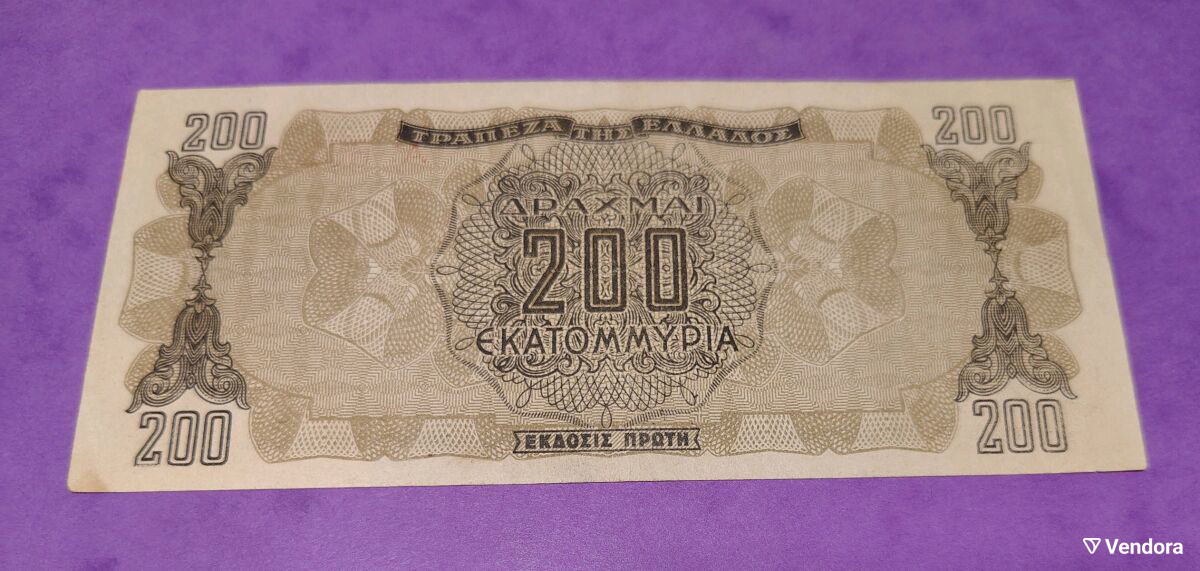 200
ΤΡΑΠΕΖΑ ΤΗΣ ΕΛΛΑΔΟΣ
200
ΔΡΑΧΜΑΙ
200
ΕΚΑΤΟΜΜΥΡΙΑ
200
ΕΚΔΟΣΙΣ ΠΡΩΤΗ
200
Vendora